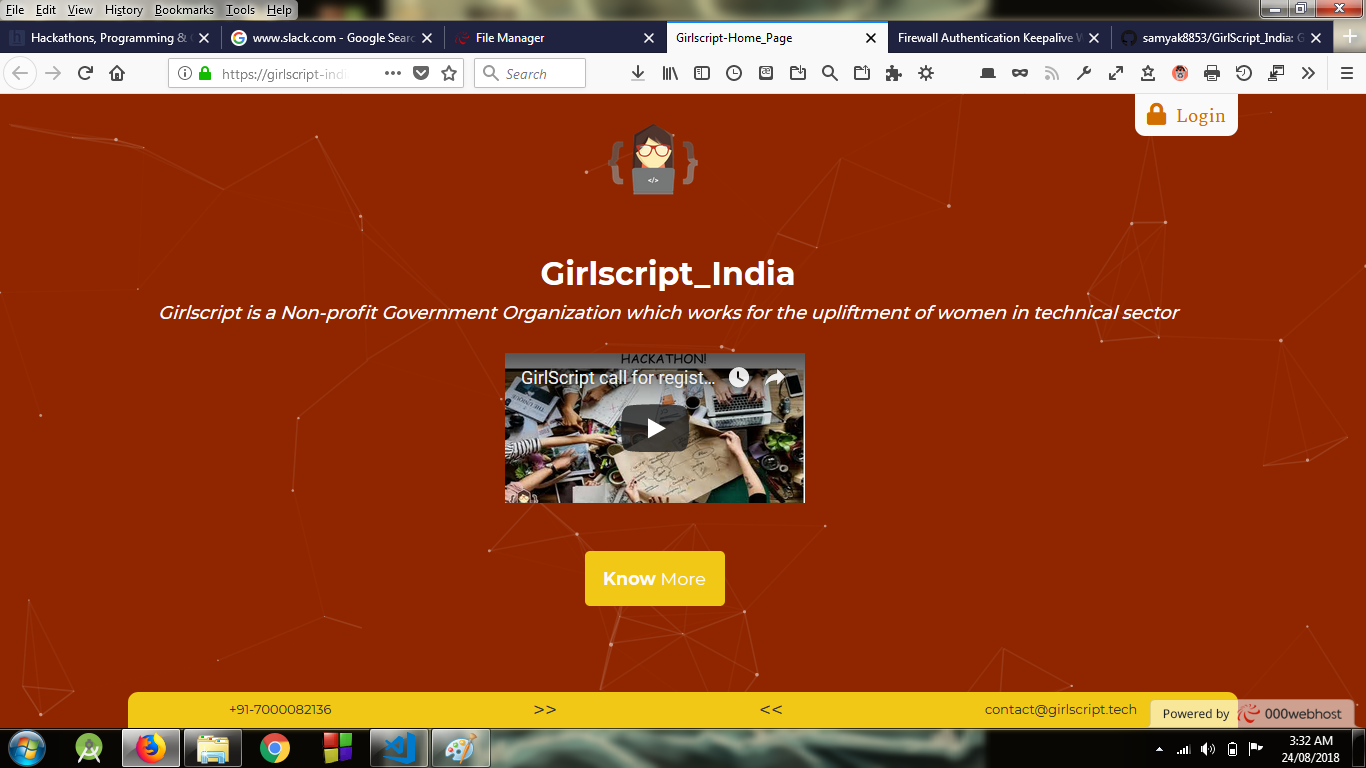 File Edit View History Bookmarks Tools Help
Hackathons, Programming &
www.slack.com - Google Sear
File Manager
Girlscript-Home_Page
Firewall Authentication Keepalive
samyak8853/GirlScript_India: G
https://girlscript-indi
Search
Login
</>
Girlscript_India
Girlscript is a Non-profit Government Organization which works for the upliftment of women in technical sector
HACKATHON!
GirlScript call for regist...
Know More
+91-7000082136 >> << contact@girlscript.tech
Powered by 000webhost
3:32 AM
24/08/2018